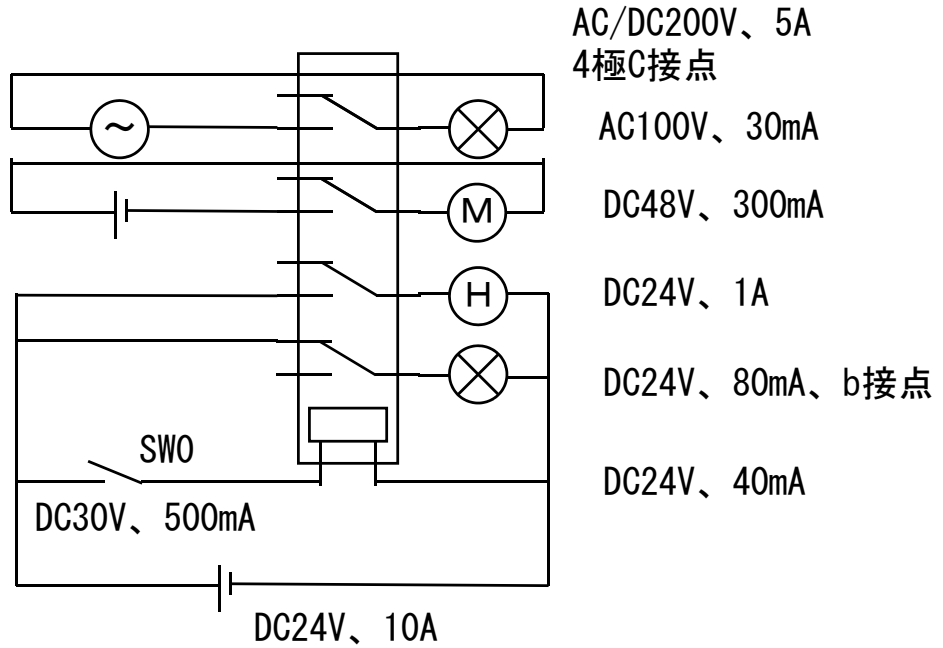 AC/DC200V、5A
4極C接点
~
AC100V、30mA
M
DC48V、300mA
H
DC24V、1A
DC24V、80mA、b接点
SW0
DC24V、40mA
DC30V、500mA
DC24V、10A